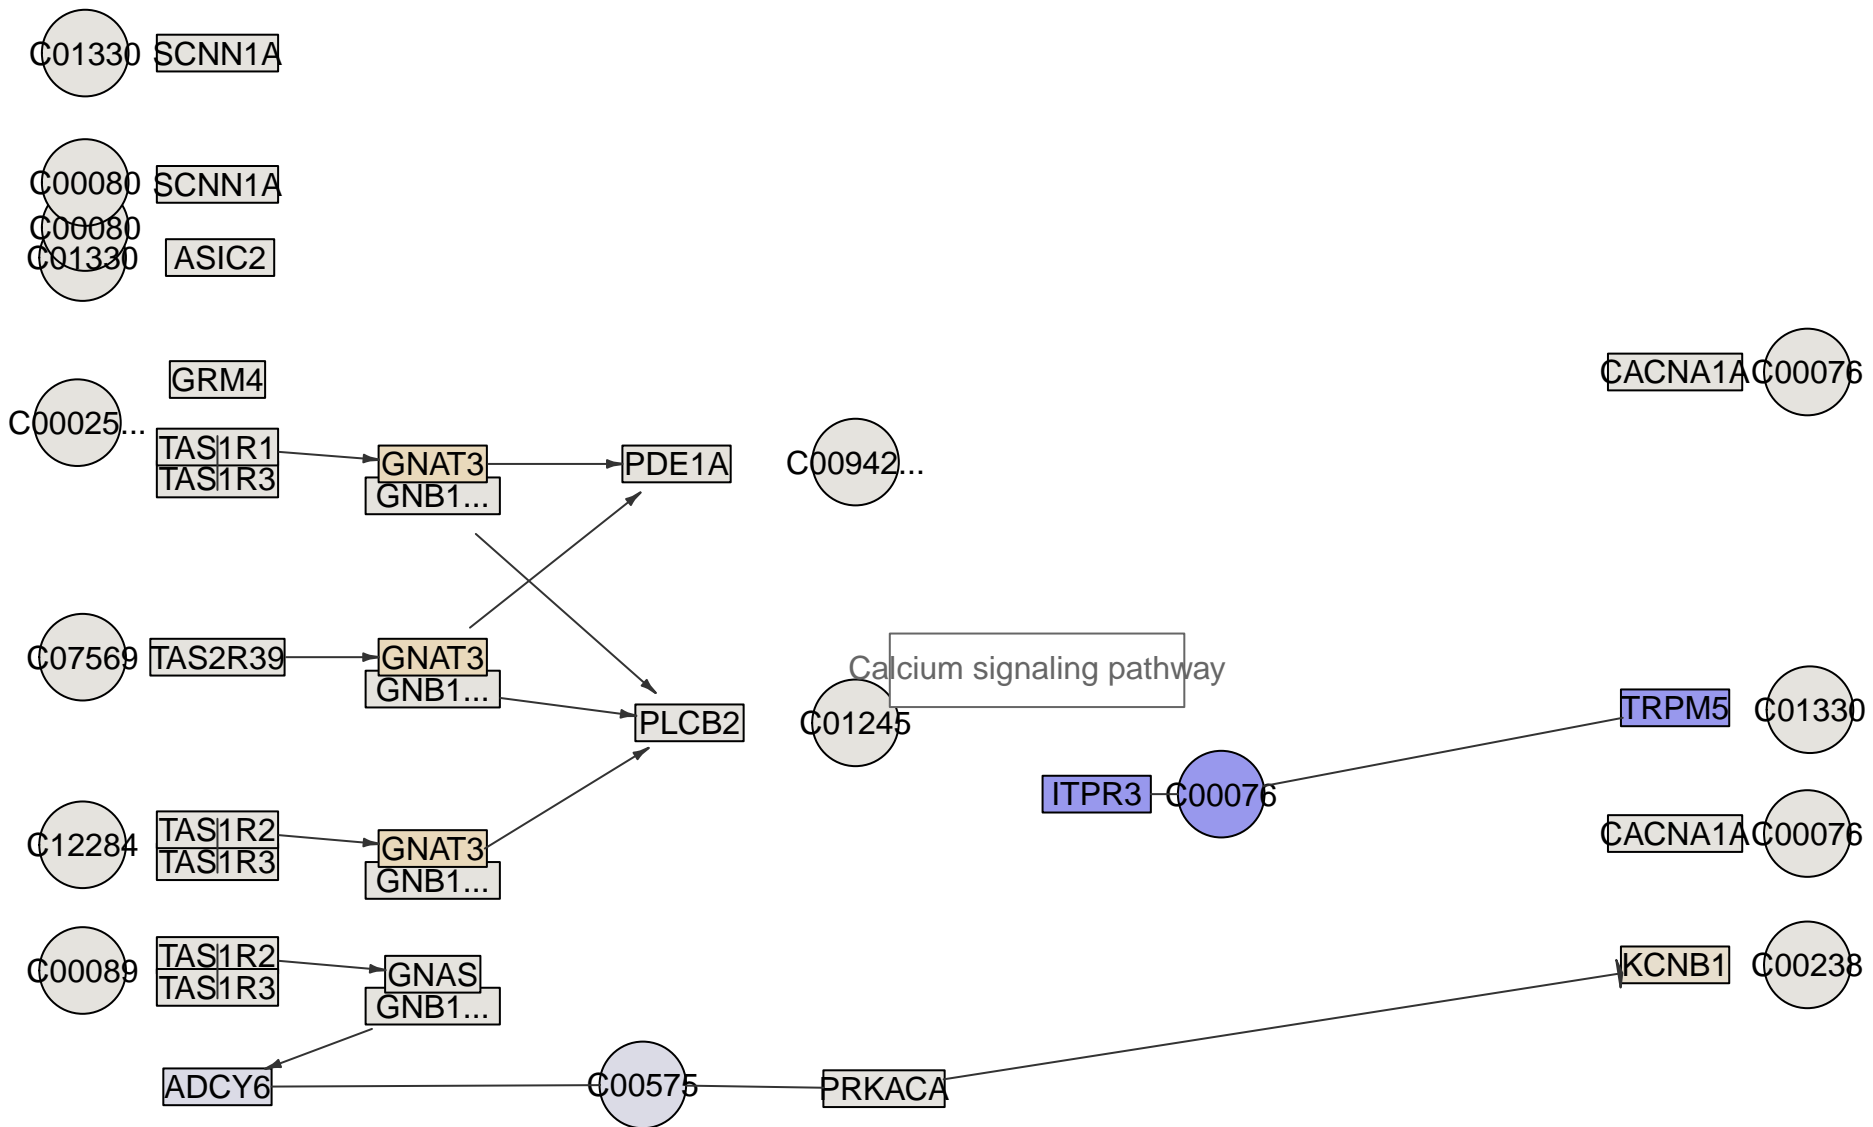 C01330
SCNN1A
C00080
SCNN1A
C00080
C01330
ASIC2
GRM4
C00025...
TAS1R1
TAS1R3
GNAT3
GNB1...
PDE1A
C00942...
CACNA1A
C00076
C07569
TAS2R39
GNAT3
GNB1...
PLCB2
Calcium signaling pathway
C01245
TRPM5
C01330
ITPR3
C00076
C12284
TAS1R2
TAS1R3
GNAT3
GNB1...
CACNA1A
C00076
C00089
TAS1R2
TAS1R3
GNAS
GNB1...
KCNB1
C00238
ADCY6
C00575
PRKACA